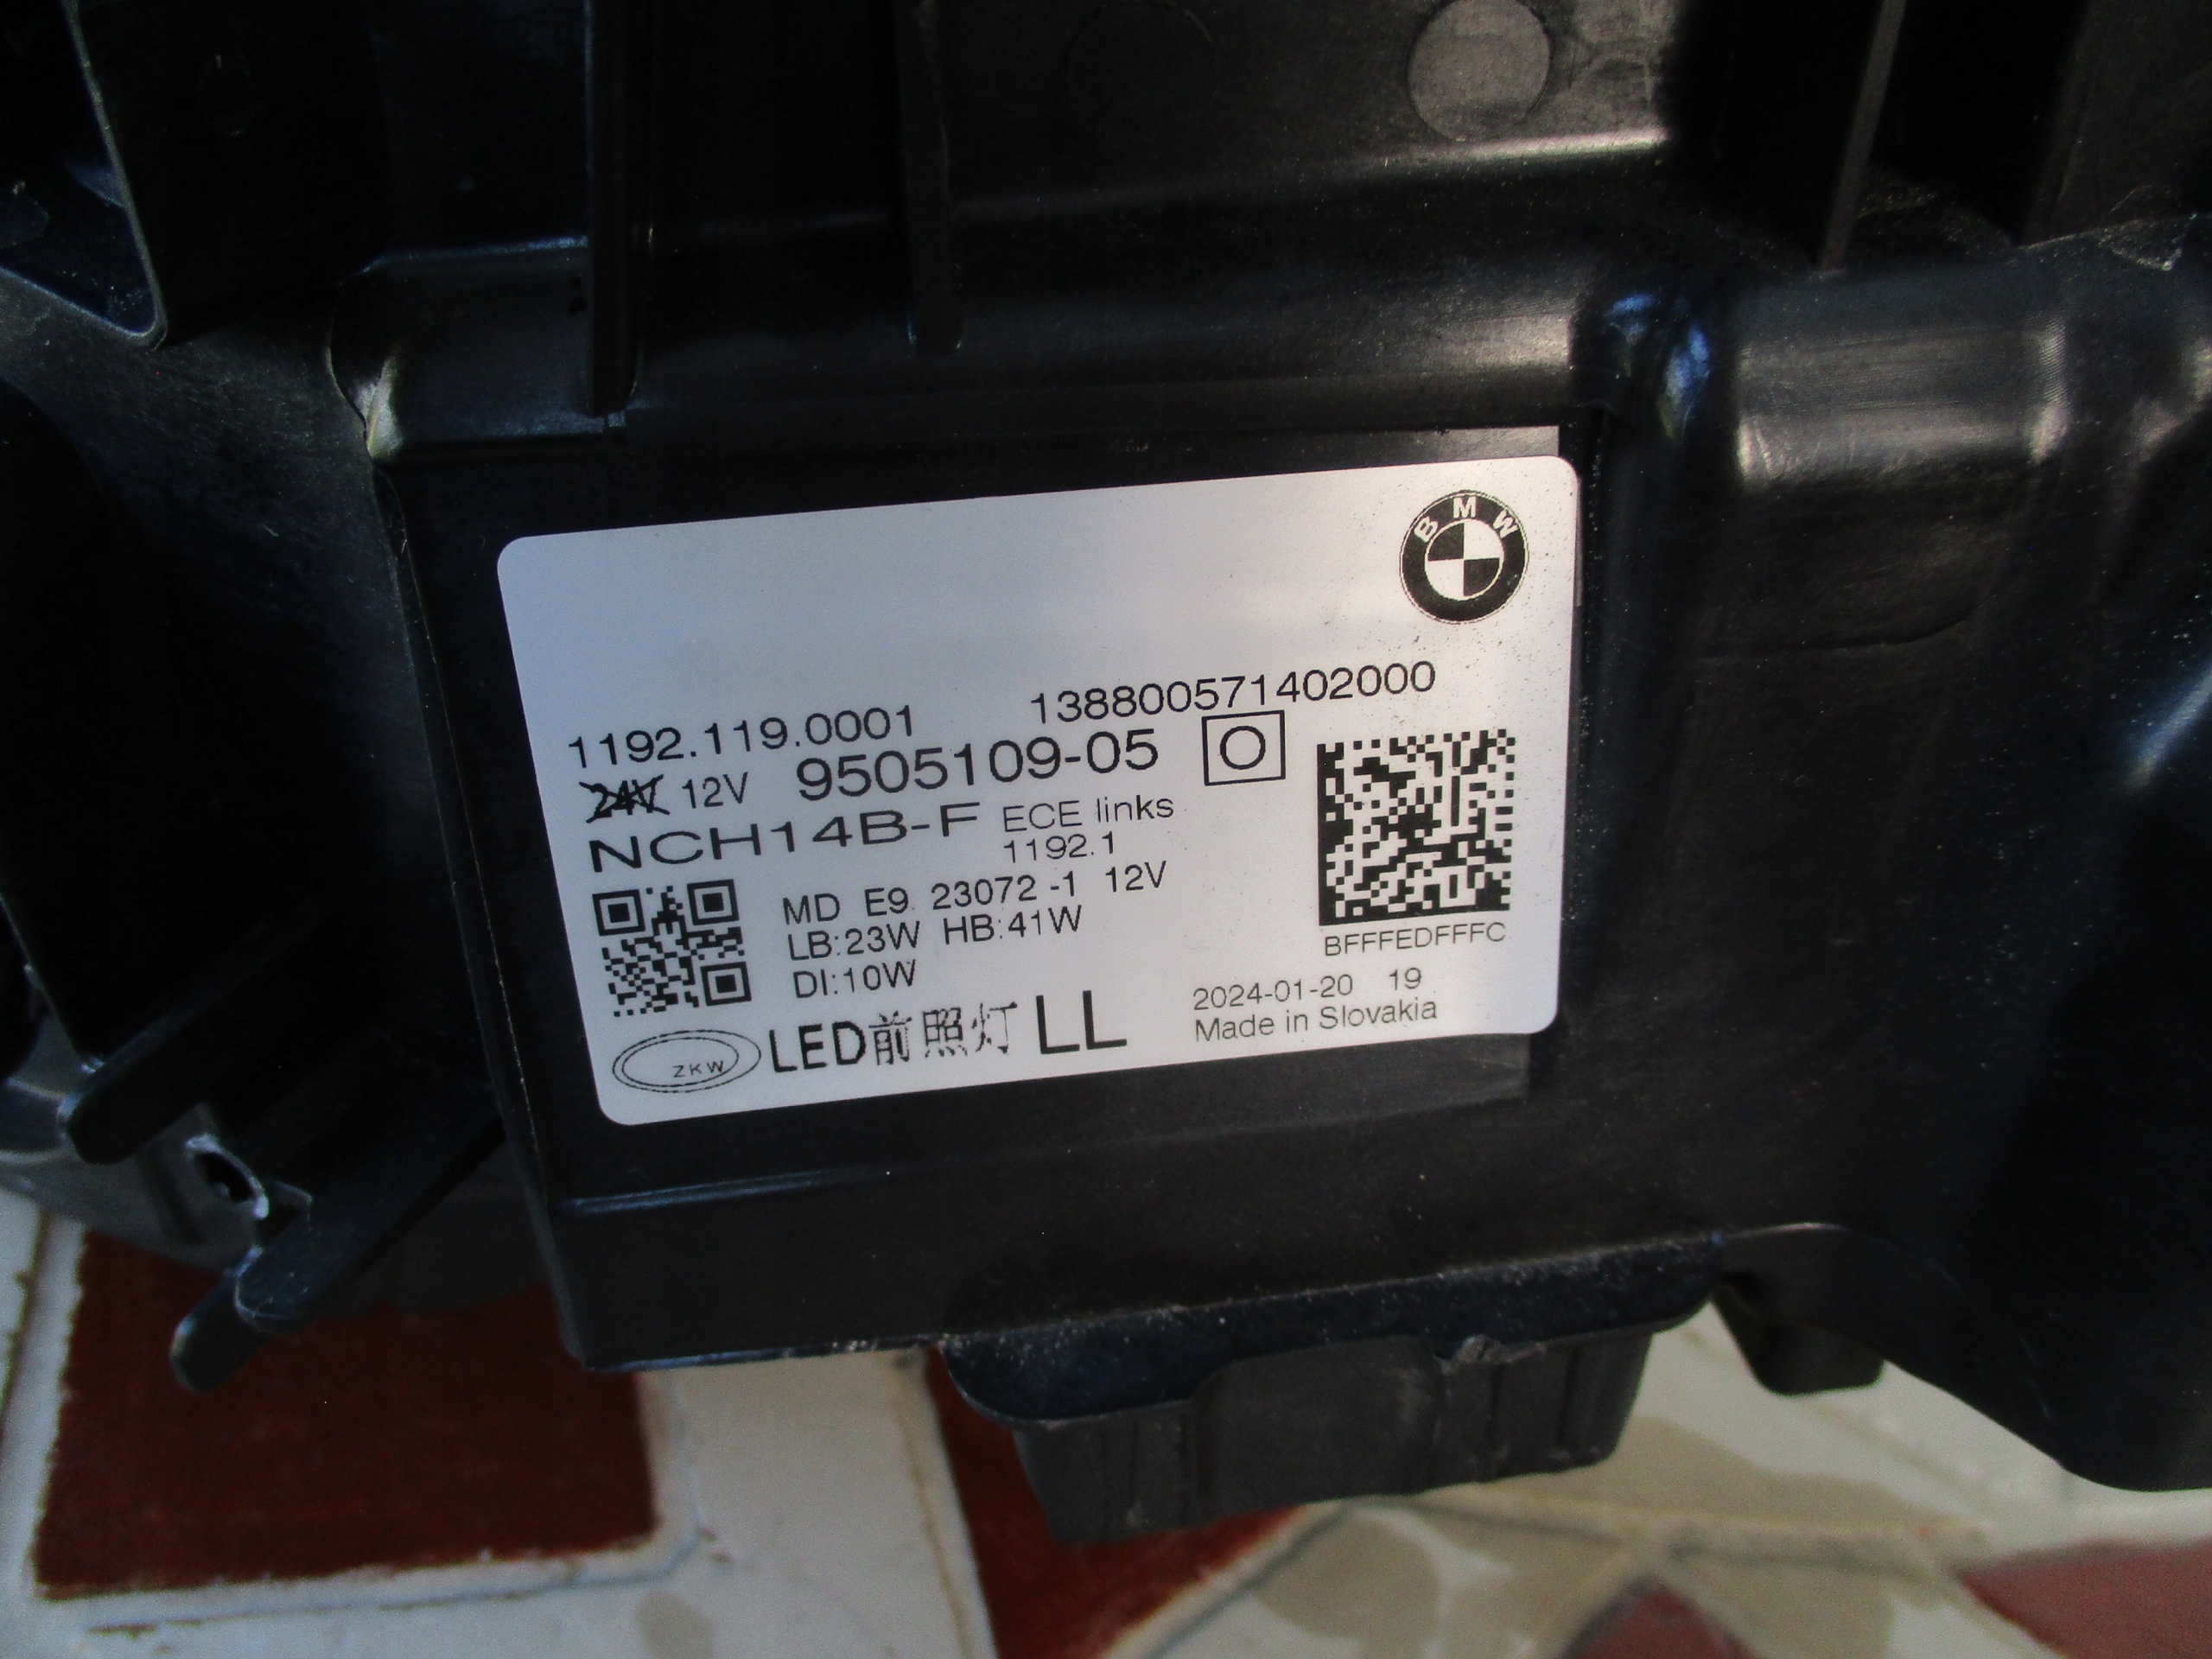 BMW
1192.119.0001 138800571402000
24V 12V 9505109-05 O
NCH14B-F ECE links
1192.1
MD E9 23072 -1 12V
LB:23W HB:41W
DI:10W
BFFFEDFFFC
2024-01-20 19
Made in Slovakia
ZKW LED前照灯 LL